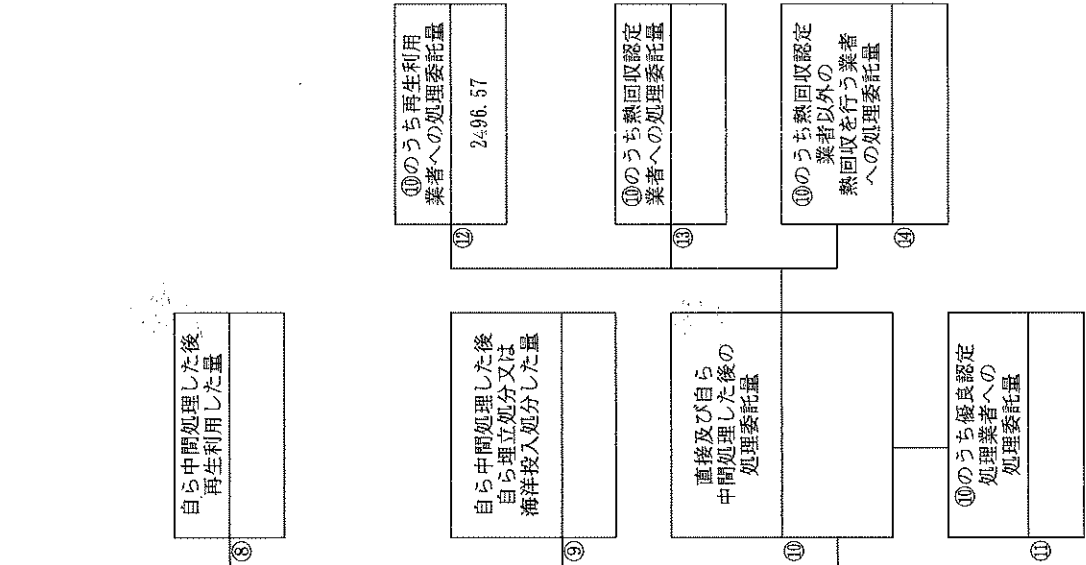 ⑧
自ら中間処理した後
再生利用した量
⑨
自ら中間処理した後
自ら埋立処分又は
海洋投入処分した量
⑩
直接及び自ら
中間処理した後の
処理委託量
⑪
⑩のうち優良認定
処理業者への
処理委託量
⑫
⑩のうち再生利用
業者への処理委託量
2496.57
⑬
⑩のうち熱回収認定
業者への処理委託量
⑭
⑩のうち熱回収認定
業者以外の
熱回収を行う業者
への処理委託量